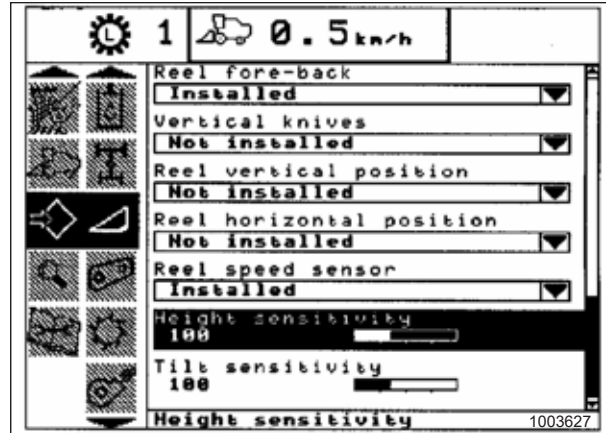 L 1 0.5km/h
Reel fore-back
Installed
Vertical knives
Not installed
Reel vertical position
Not installed
Reel horizontal position
Not installed
Reel speed sensor
Installed
Height sensitivity
100
Tilt sensitivity
100
Height sensitivity
1003627